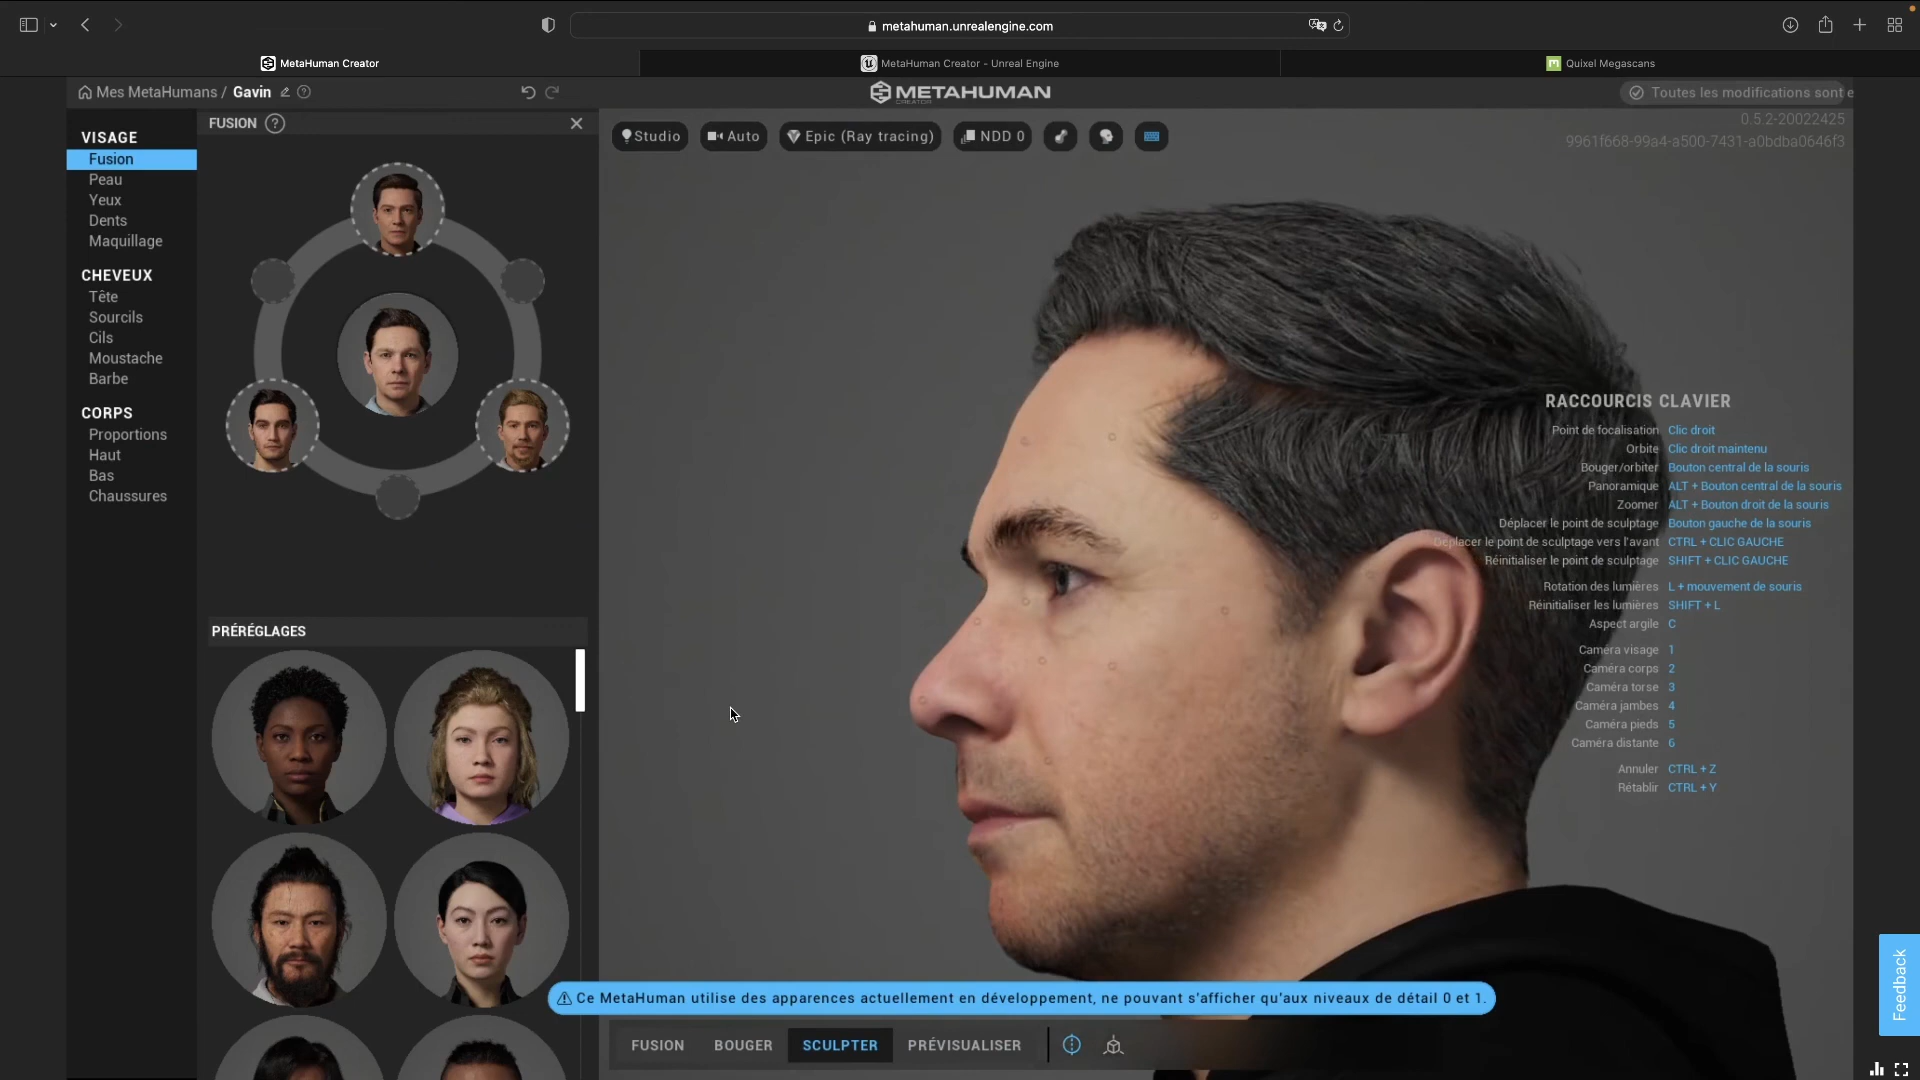 metahuman.unrealengine.com
MetaHuman Creator
MetaHuman Creator - Unreal Engine
Quixel Megascans
Mes MetaHumans / Gavin
METAHUMAN
CREATOR
Toutes les modifications sont e
0.5.2-20022425
9961f668-99a4-a500-7431-a0bdba0646f3
VISAGE
Fusion
Peau
Yeux
Dents
Maquillage
CHEVEUX
Tête
Sourcils
Cils
Moustache
Barbe
CORPS
Proportions
Haut
Bas
Chaussures
FUSION ?
PRÉRÉGLAGES
Studio
Auto
Epic (Ray tracing)
NDD 0
RACCOURCIS CLAVIER
Point de focalisation Clic droit
Orbite Clic droit maintenu
Bouger/orbiter Bouton central de la souris
Panoramique ALT + Bouton central de la souris
Zoomer ALT + Bouton droit de la souris
Déplacer le point de sculptage Bouton gauche de la souris
Déplacer le point de sculptage vers l'avant CTRL + CLIC GAUCHE
Réinitialiser le point de sculptage SHIFT + CLIC GAUCHE
Rotation des lumières L + mouvement de souris
Réinitialiser les lumières SHIFT + L
Aspect argile C
Caméra visage 1
Caméra corps 2
Caméra torse 3
Caméra jambes 4
Caméra pieds 5
Caméra distante 6
Annuler CTRL + Z
Rétablir CTRL + Y
Feedback
Ce MetaHuman utilise des apparences actuellement en développement, ne pouvant s'afficher qu'aux niveaux de détail 0 et 1.
FUSION
BOUGER
SCULPTER
PRÉVISUALISER